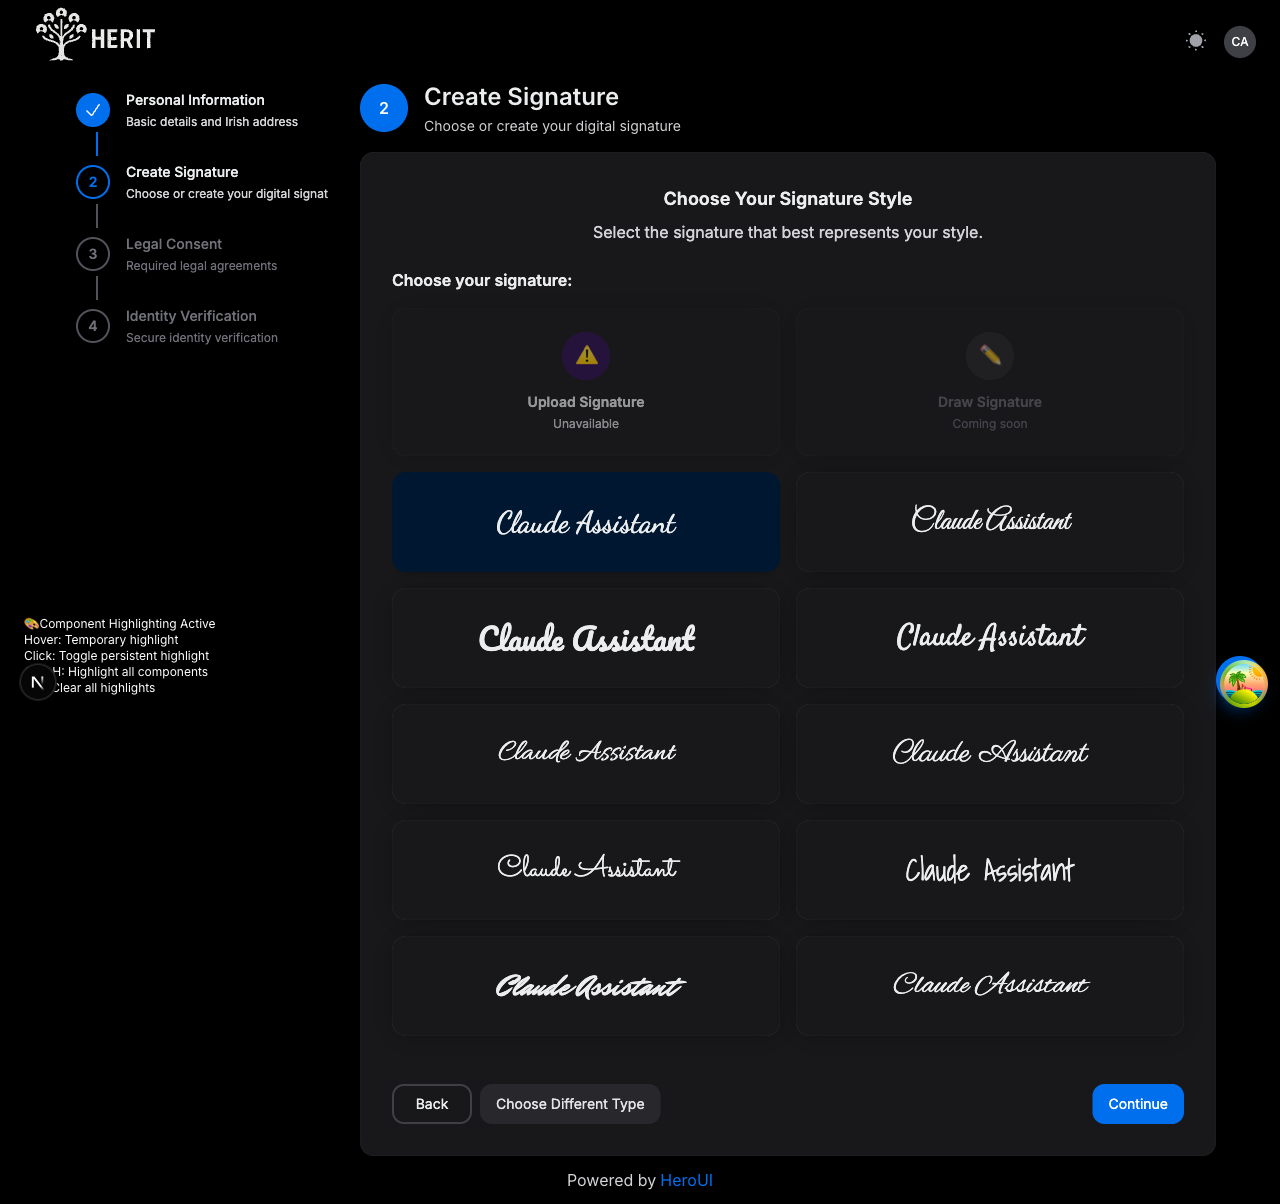 HERIT
CA
Personal Information
Basic details and Irish address
2
Create Signature
Choose or create your digital signat
3
Legal Consent
Required legal agreements
4
Identity Verification
Secure identity verification
2
Create Signature
Choose or create your digital signature
Choose Your Signature Style
Select the signature that best represents your style.
Choose your signature:
Upload Signature
Unavailable
Draw Signature
Coming soon
Claude Assistant
Claude Assistant
Claude Assistant
Claude Assistant
Claude Assistant
Claude Assistant
Claude Assistant
Claude Assistant
Claude Assistant
Claude Assistant
Component Highlighting Active
Hover: Temporary highlight
Click: Toggle persistent highlight
H: Highlight all components
Clear all highlights
N
Back
Choose Different Type
Continue
Powered by HeroUI